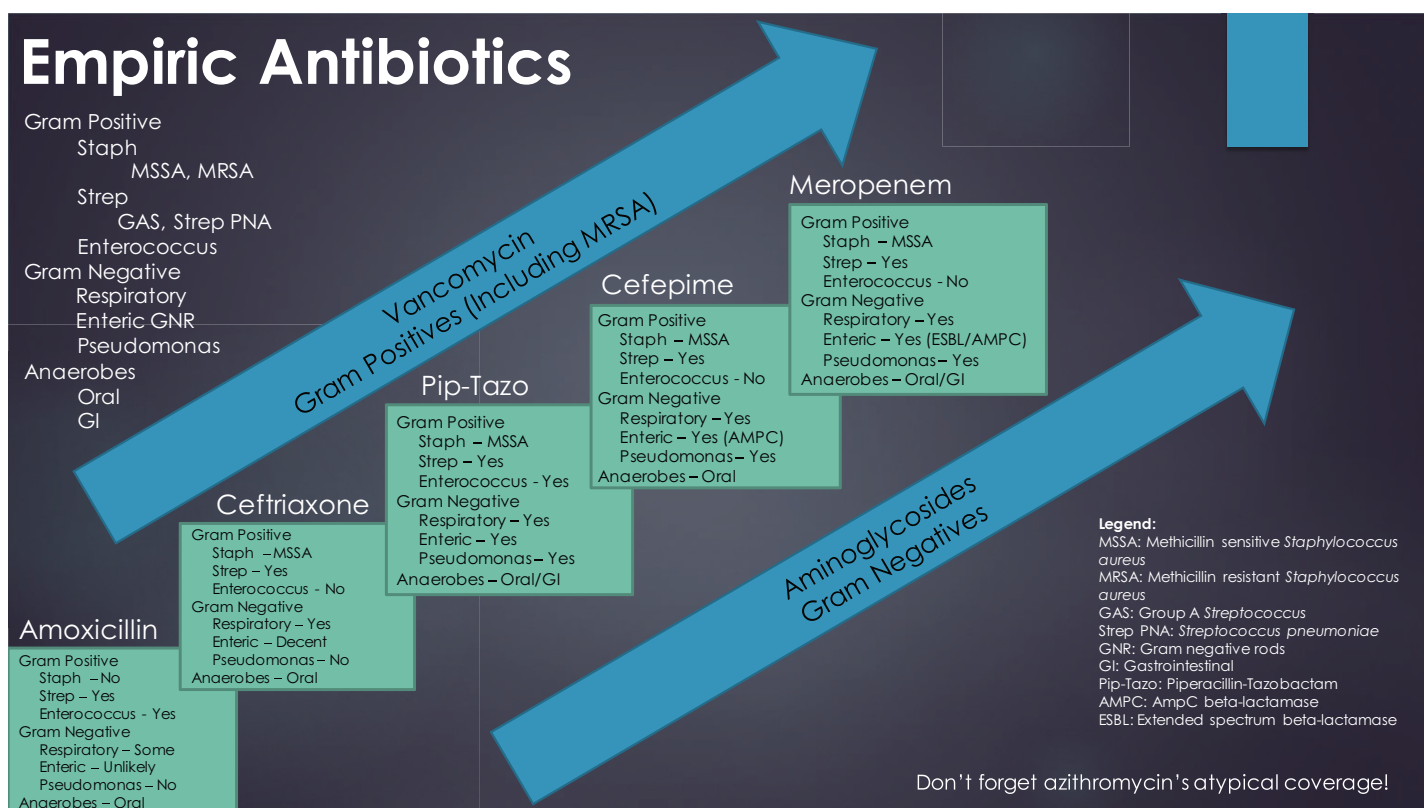 Empiric Antibiotics
Gram Positive
Staph
MSSA, MRSA
Strep
GAS, Strep PNA
Enterococcus
Gram Negative
Respiratory
Enteric GNR
Pseudomonas
Anaerobes
Oral
GI
Vancomycin
Gram Positives (Including MRSA)
Amoxicillin
Gram Positive
Staph – No
Strep – Yes
Enterococcus - Yes
Gram Negative
Respiratory – Some
Enteric – Unlikely
Pseudomonas – No
Anaerobes – Oral
Ceftriaxone
Gram Positive
Staph – MSSA
Strep – Yes
Enterococcus - No
Gram Negative
Respiratory – Yes
Enteric – Decent
Pseudomonas – No
Anaerobes – Oral
Pip-Tazo
Gram Positive
Staph – MSSA
Strep – Yes
Enterococcus - Yes
Gram Negative
Respiratory – Yes
Enteric – Yes
Pseudomonas – Yes
Anaerobes – Oral/GI
Cefepime
Gram Positive
Staph – MSSA
Strep – Yes
Enterococcus - No
Gram Negative
Respiratory – Yes
Enteric – Yes (AMPC)
Pseudomonas – Yes
Anaerobes – Oral
Meropenem
Gram Positive
Staph – MSSA
Strep – Yes
Enterococcus - No
Gram Negative
Respiratory – Yes
Enteric – Yes (ESBL/AMPC)
Pseudomonas – Yes
Anaerobes – Oral/GI
Aminoglycosides
Gram Negatives
Legend:
MSSA: Methicillin sensitive Staphylococcus
aureus
MRSA: Methicillin resistant Staphylococcus
aureus
GAS: Group A Streptococcus
Strep PNA: Streptococcus pneumoniae
GNR: Gram negative rods
GI: Gastrointestinal
Pip-Tazo: Piperacillin-Tazobactam
AMPC: AmpC beta-lactamase
ESBL: Extended spectrum beta-lactamase
Don’t forget azithromycin’s atypical coverage!